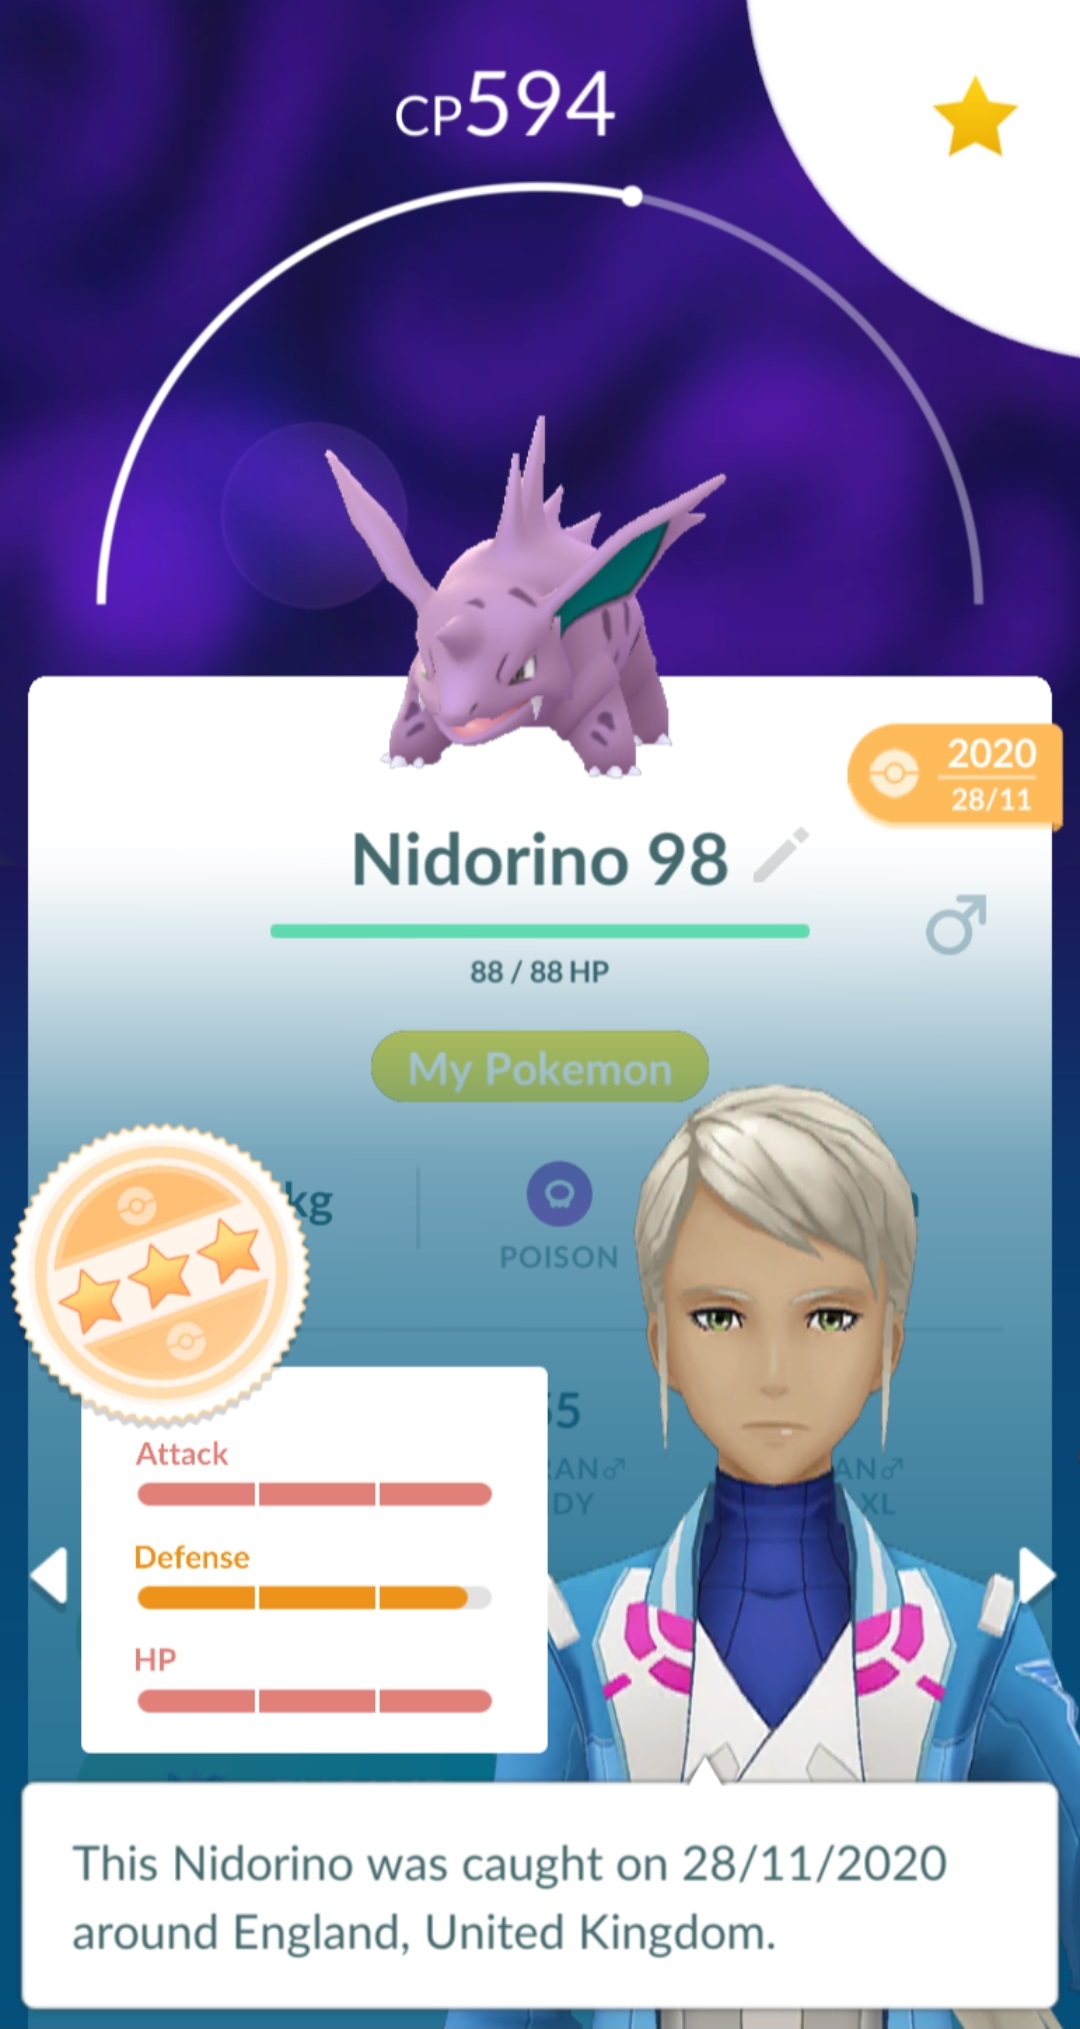 CP594
2020
28/11
Nidorino 98
88 / 88 HP
My Pokemon
kg
POISON
Attack
Defense
HP
This Nidorino was caught on 28/11/2020
around England, United Kingdom.